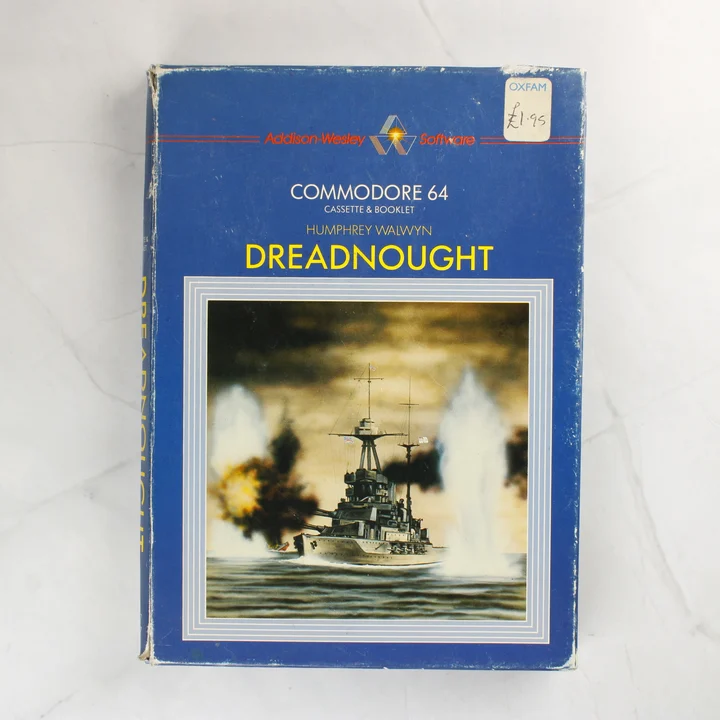 OXFAM
£1.95
Addison-Wesley Software
COMMODORE 64
CASSETTE & BOOKLET
HUMPHREY WALWYN
DREADNOUGHT
DREADNOUGHT